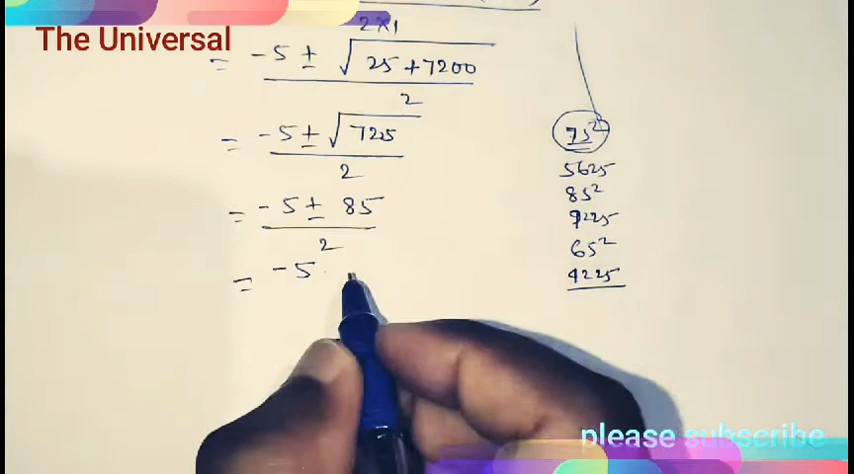 The Universal
2×1
= -5 ± √25+7200
2
= -5 ± √7225
2
= -5 ± 85
2
= -5
75²
5625
85²
7225
65²
4225
please subscribe